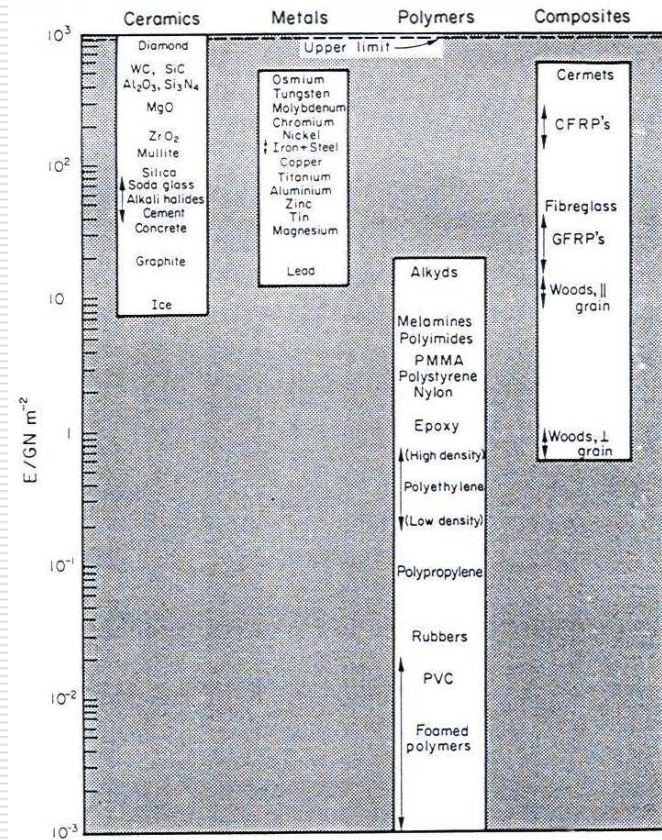 Ceramics Metals Polymers Composites
Upper limit
10³
10²
10
1
10⁻¹
10⁻²
10⁻³
E/GN m⁻²
Diamond
WC, SiC
Al₂O₃, Si₃N₄
MgO
ZrO₂
Mullite
Silica
Soda glass
Alkali halides
Cement
Concrete
Graphite
Ice
Osmium
Tungsten
Molybdenum
Chromium
Nickel
Iron+Steel
Copper
Titanium
Aluminium
Zinc
Tin
Magnesium
Lead
Alkyds
Melamines
Polyimides
PMMA
Polystyrene
Nylon
Epoxy
(High density)
Polyethylene
(Low density)
Polypropylene
Rubbers
PVC
Foamed
polymers
Cermets
CFRP's
Fibreglass
GFRP's
Woods, ||
grain
Woods, ⊥
grain